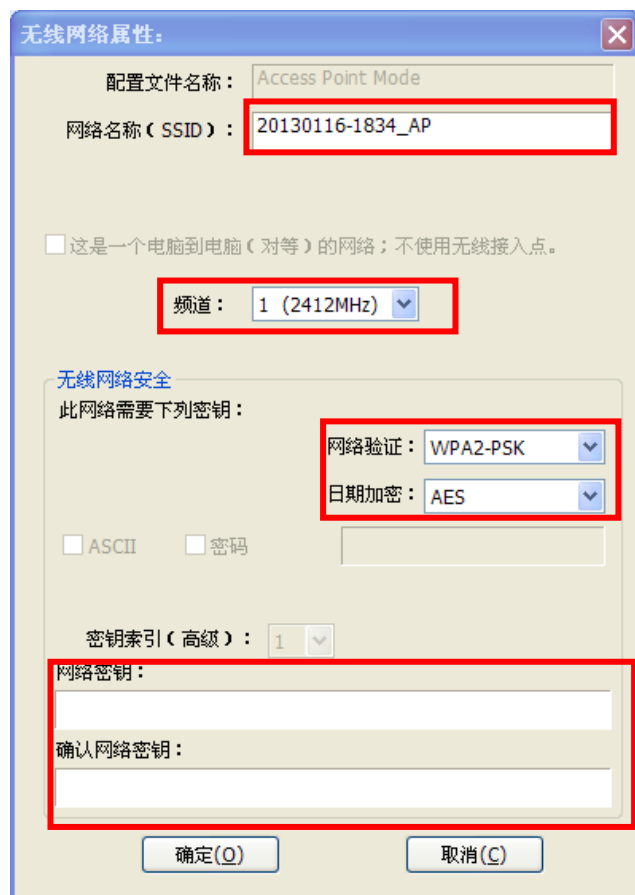 无线网络属性：
配置文件名称： Access Point Mode
网络名称（SSID）： 20130116-1834_AP
这是一个电脑到电脑（对等）的网络；不使用无线接入点。
频道： 1 (2412MHz)
无线网络安全
此网络需要下列密钥：
网络验证： WPA2-PSK
日期加密： AES
ASCII 密码
密钥索引（高级）： 1
网络密钥：
确认网络密钥：
确定(O) 取消(C)